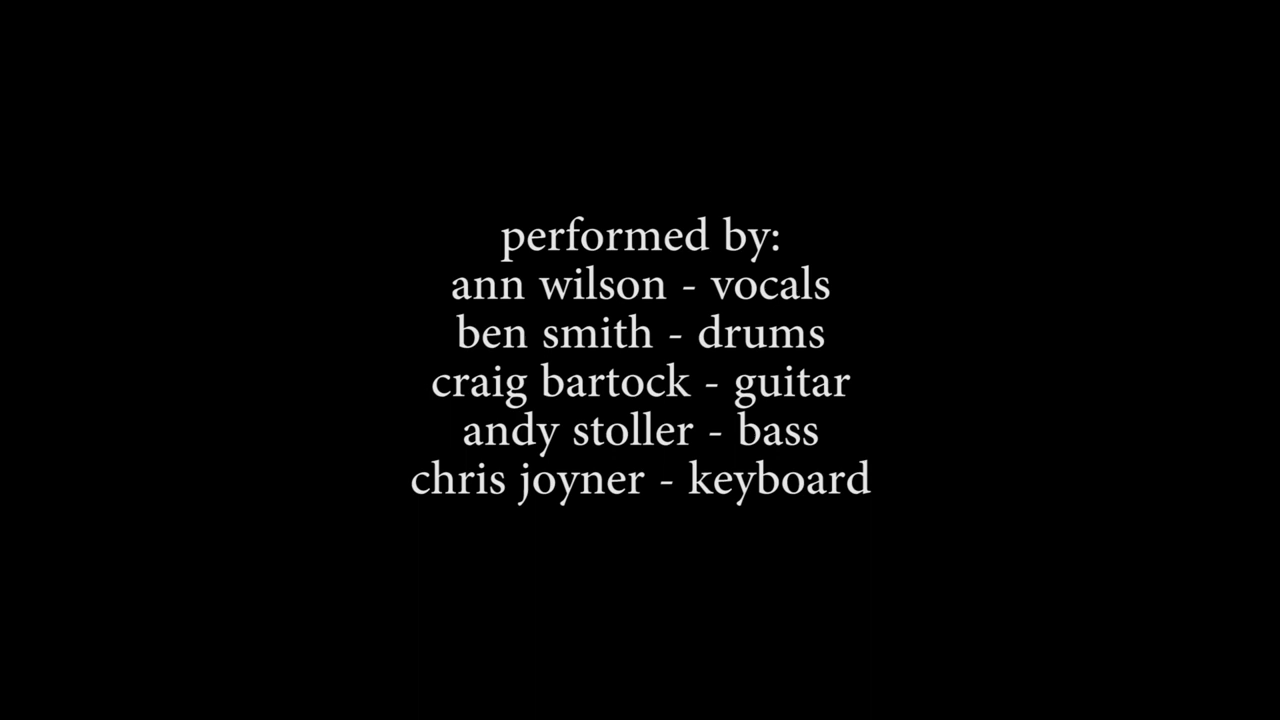 performed by:
ann wilson - vocals
ben smith - drums
craig bartock - guitar
andy stoller - bass
chris joyner - keyboard